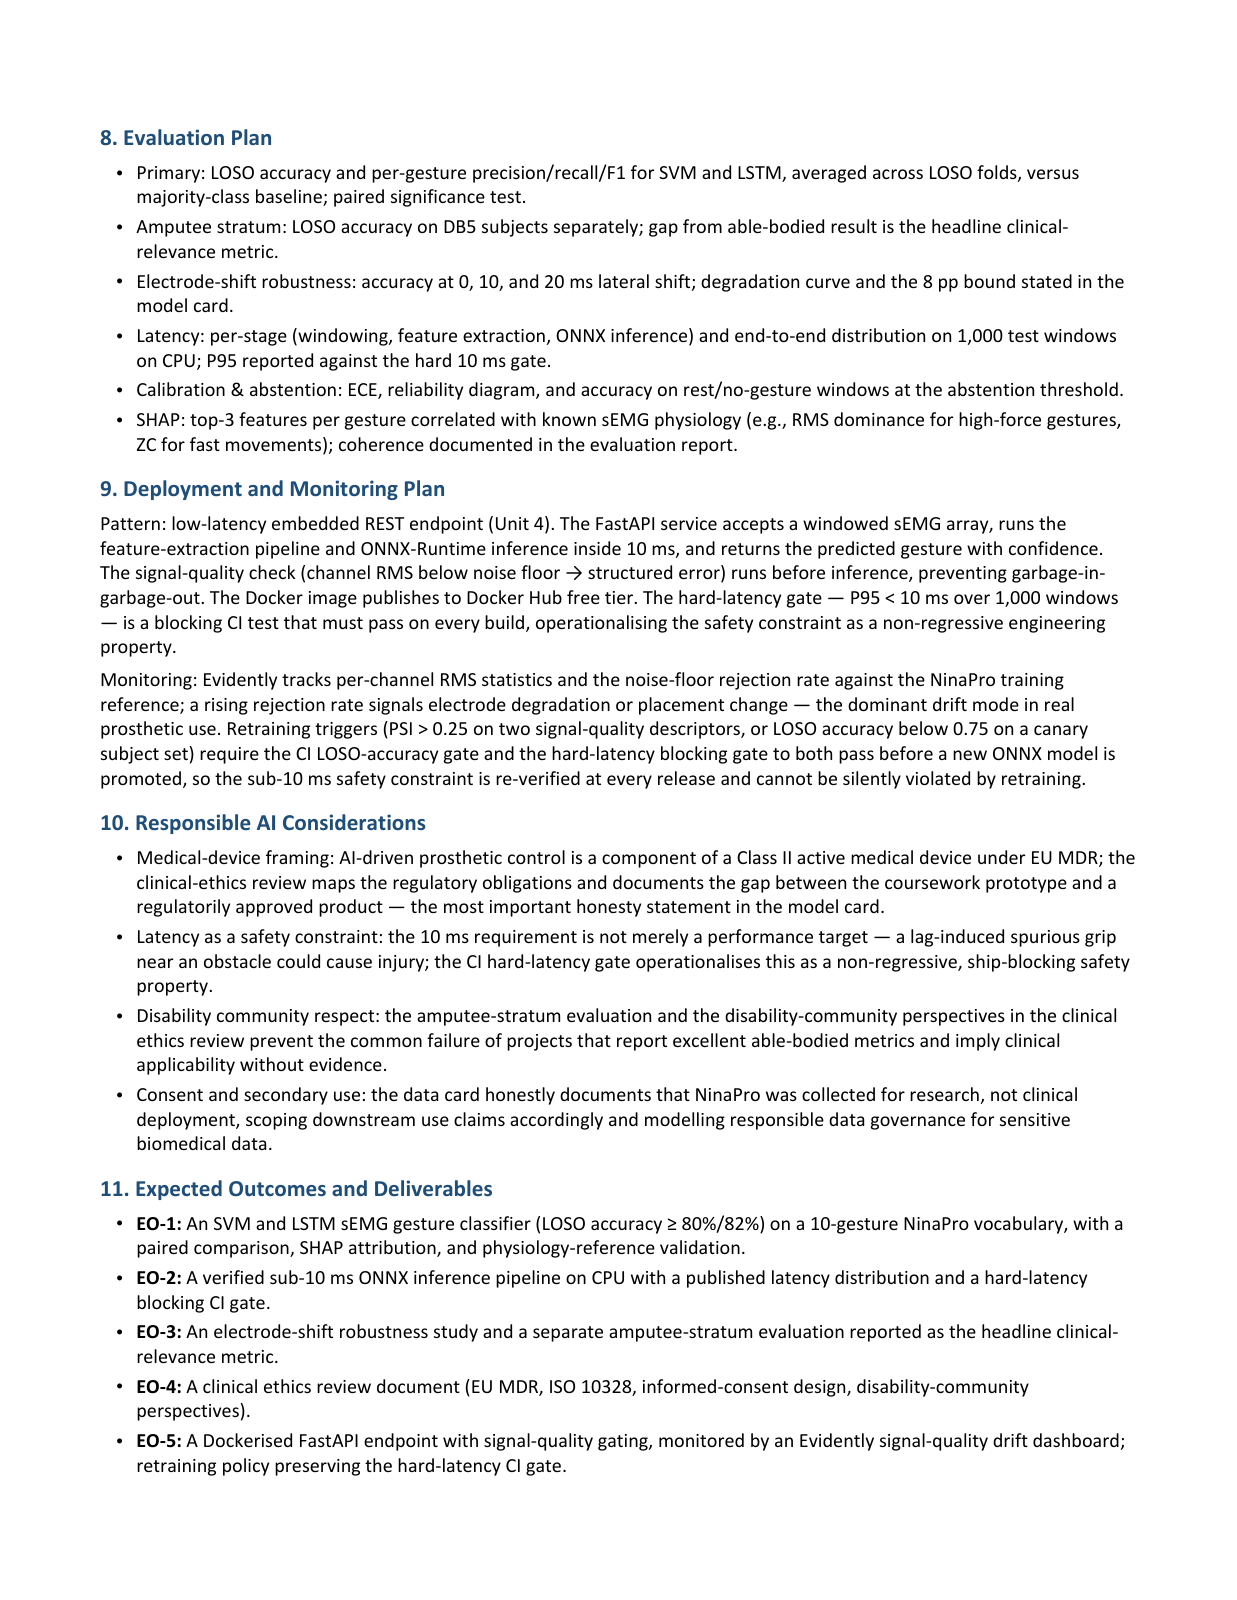 8. Evaluation Plan
• Primary: LOSO accuracy and per-gesture precision/recall/F1 for SVM and LSTM, averaged across LOSO folds, versus
majority-class baseline; paired significance test.
• Amputee stratum: LOSO accuracy on DB5 subjects separately; gap from able-bodied result is the headline clinical-
relevance metric.
• Electrode-shift robustness: accuracy at 0, 10, and 20 ms lateral shift; degradation curve and the 8 pp bound stated in the
model card.
• Latency: per-stage (windowing, feature extraction, ONNX inference) and end-to-end distribution on 1,000 test windows
on CPU; P95 reported against the hard 10 ms gate.
• Calibration & abstention: ECE, reliability diagram, and accuracy on rest/no-gesture windows at the abstention threshold.
• SHAP: top-3 features per gesture correlated with known sEMG physiology (e.g., RMS dominance for high-force gestures,
ZC for fast movements); coherence documented in the evaluation report.
9. Deployment and Monitoring Plan
Pattern: low-latency embedded REST endpoint (Unit 4). The FastAPI service accepts a windowed sEMG array, runs the
feature-extraction pipeline and ONNX-Runtime inference inside 10 ms, and returns the predicted gesture with confidence.
The signal-quality check (channel RMS below noise floor → structured error) runs before inference, preventing garbage-in-
garbage-out. The Docker image publishes to Docker Hub free tier. The hard-latency gate — P95 < 10 ms over 1,000 windows
— is a blocking CI test that must pass on every build, operationalising the safety constraint as a non-regressive engineering
property.
Monitoring: Evidently tracks per-channel RMS statistics and the noise-floor rejection rate against the NinaPro training
reference; a rising rejection rate signals electrode degradation or placement change — the dominant drift mode in real
prosthetic use. Retraining triggers (PSI > 0.25 on two signal-quality descriptors, or LOSO accuracy below 0.75 on a canary
subject set) require the CI LOSO-accuracy gate and the hard-latency blocking gate to both pass before a new ONNX model is
promoted, so the sub-10 ms safety constraint is re-verified at every release and cannot be silently violated by retraining.
10. Responsible AI Considerations
• Medical-device framing: AI-driven prosthetic control is a component of a Class II active medical device under EU MDR; the
clinical-ethics review maps the regulatory obligations and documents the gap between the coursework prototype and a
regulatorily approved product — the most important honesty statement in the model card.
• Latency as a safety constraint: the 10 ms requirement is not merely a performance target — a lag-induced spurious grip
near an obstacle could cause injury; the CI hard-latency gate operationalises this as a non-regressive, ship-blocking safety
property.
• Disability community respect: the amputee-stratum evaluation and the disability-community perspectives in the clinical
ethics review prevent the common failure of projects that report excellent able-bodied metrics and imply clinical
applicability without evidence.
• Consent and secondary use: the data card honestly documents that NinaPro was collected for research, not clinical
deployment, scoping downstream use claims accordingly and modelling responsible data governance for sensitive
biomedical data.
11. Expected Outcomes and Deliverables
• EO-1: An SVM and LSTM sEMG gesture classifier (LOSO accuracy ≥ 80%/82%) on a 10-gesture NinaPro vocabulary, with a
paired comparison, SHAP attribution, and physiology-reference validation.
• EO-2: A verified sub-10 ms ONNX inference pipeline on CPU with a published latency distribution and a hard-latency
blocking CI gate.
• EO-3: An electrode-shift robustness study and a separate amputee-stratum evaluation reported as the headline clinical-
relevance metric.
• EO-4: A clinical ethics review document (EU MDR, ISO 10328, informed-consent design, disability-community
perspectives).
• EO-5: A Dockerised FastAPI endpoint with signal-quality gating, monitored by an Evidently signal-quality drift dashboard;
retraining policy preserving the hard-latency CI gate.